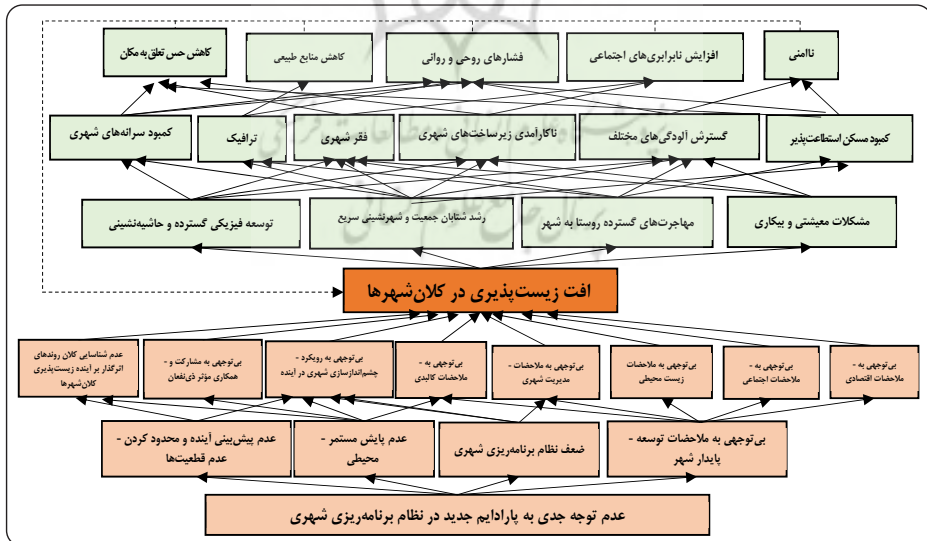 ناامنی
افزایش نابرابری‌های اجتماعی
فشارهای روحی و روانی
کاهش منابع طبیعی
کاهش حس تعلق به مکان
کمبود مسکن استطاعت‌پذیر
گسترش آلودگی‌های مختلف
ناکارآمدی زیرساخت‌های شهری
فقر شهری
ترافیک
کمبود سرانه‌های شهری
مشکلات معیشتی و بیکاری
مهاجرت‌های گسترده روستا به شهر
رشد شتابان جمعیت و شهرنشینی سریع
توسعه فیزیکی گسترده و حاشیه‌نشینی
افت زیست‌پذیری در کلان‌شهرها
بی‌توجهی به -
ملاحضات اقتصادی
بی‌توجهی به -
ملاحضات اجتماعی
بی‌توجهی به ملاحضات
زیست محیطی
بی‌توجهی به ملاحضات -
مدیریت شهری
بی‌توجهی به -
ملاحضات کالبدی
بی‌توجهی به رویکرد -
چشم‌اندازسازی شهری در آینده
بی‌توجهی به مشارکت و -
همکاری مؤثر ذی‌نفعان
عدم شناسایی کلان روندهای
اثرگذار بر آینده زیست‌پذیری
کلان‌شهرها
بی‌توجهی به ملاحضات توسعه -
پایدار شهر
ضعف نظام برنامه‌ریزی شهری
عدم پایش مستمر -
محیطی
عدم پیش‌بینی آینده و محدود کردن -
عدم قطعیت‌ها
عدم توجه جدی به پارادایم جدید در نظام برنامه‌ریزی شهری